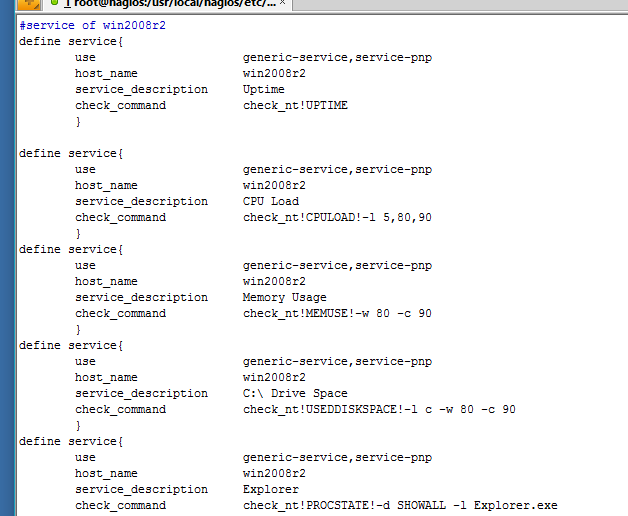 1 root@nagios:/usr/local/nagios/etc/... ×
#service of win2008r2
define service{
use generic-service,service-pnp
host_name win2008r2
service_description Uptime
check_command check_nt!UPTIME
}
define service{
use generic-service,service-pnp
host_name win2008r2
service_description CPU Load
check_command check_nt!CPULOAD!-l 5,80,90
}
define service{
use generic-service,service-pnp
host_name win2008r2
service_description Memory Usage
check_command check_nt!MEMUSE!-w 80 -c 90
}
define service{
use generic-service,service-pnp
host_name win2008r2
service_description C:\ Drive Space
check_command check_nt!USEDDISKSPACE!-l c -w 80 -c 90
}
define service{
use generic-service,service-pnp
host_name win2008r2
service_description Explorer
check_command check_nt!PROCSTATE!-d SHOWALL -l Explorer.exe